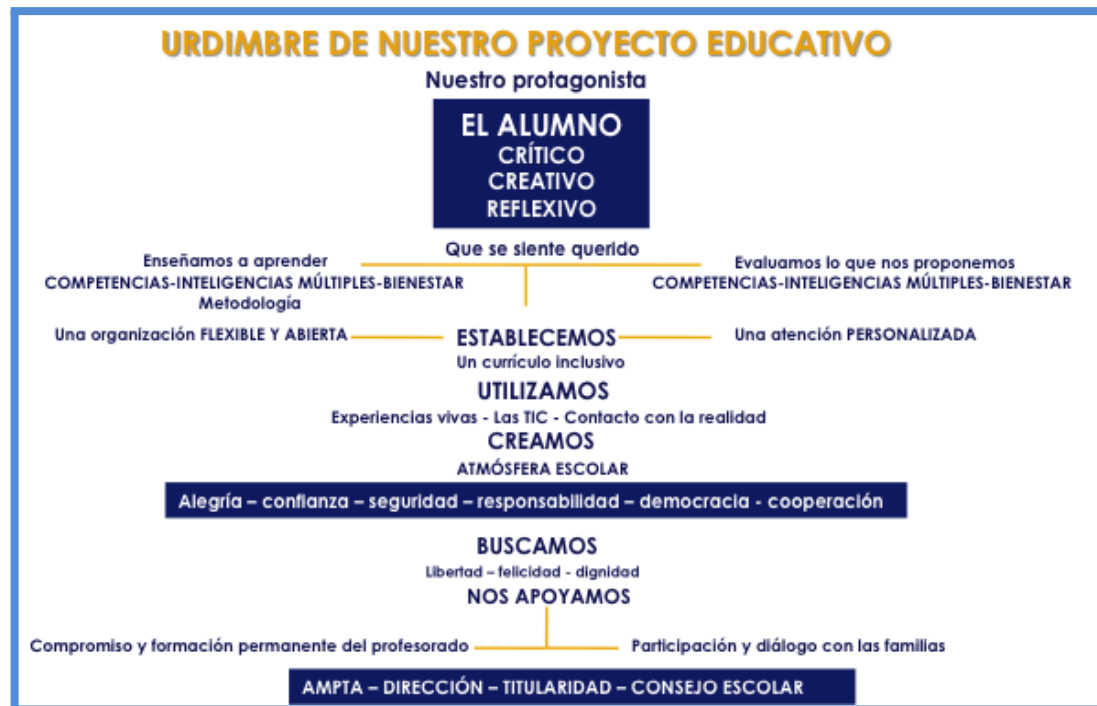 URDIMBRE DE NUESTRO PROYECTO EDUCATIVO
Nuestro protagonista
EL ALUMNO
CRÍTICO
CREATIVO
REFLEXIVO
Que se siente querido
Enseñamos a aprender
COMPETENCIAS-INTELIGENCIAS MÚLTIPLES-BIENESTAR
Metodología
Evaluamos lo que nos proponemos
COMPETENCIAS-INTELIGENCIAS MÚLTIPLES-BIENESTAR
Una organización FLEXIBLE Y ABIERTA
ESTABLECEMOS
Una atención PERSONALIZADA
Un currículo inclusivo
UTILIZAMOS
Experiencias vivas - Las TIC - Contacto con la realidad
CREAMOS
ATMÓSFERA ESCOLAR
Alegría – confianza – seguridad – responsabilidad – democracia - cooperación
BUSCAMOS
Libertad – felicidad - dignidad
NOS APOYAMOS
Compromiso y formación permanente del profesorado
Participación y diálogo con las familias
AMPTA – DIRECCIÓN – TITULARIDAD – CONSEJO ESCOLAR